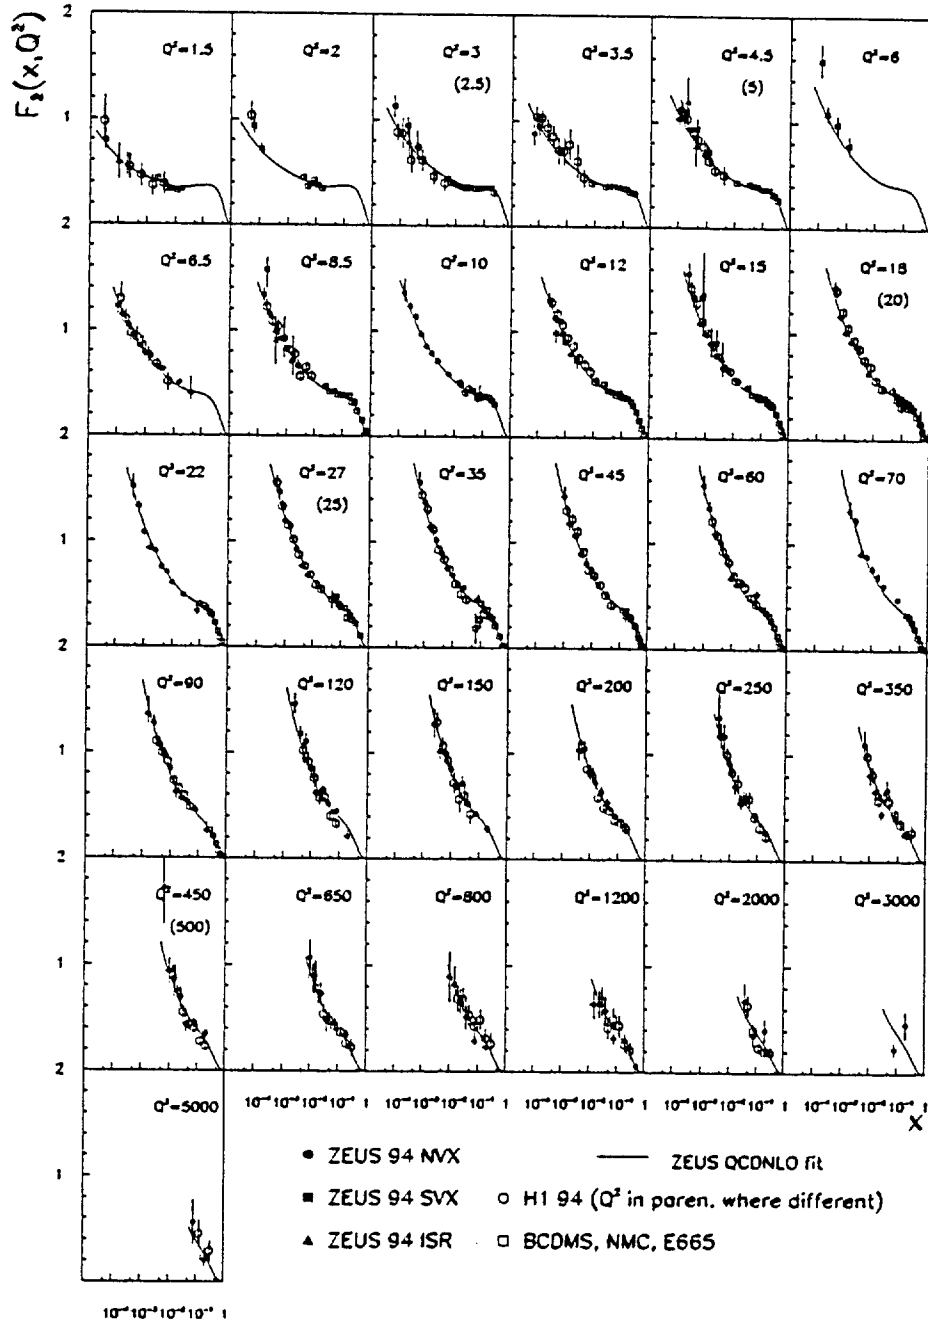 F₂(x,Q²)
2
Q²=1.5 Q²=2 Q²=3 Q²=3.5 Q²=4.5 Q²=6
(2.5) (5)
1
2
Q²=6.5 Q²=8.5 Q²=10 Q²=12 Q²=15 Q²=18
(20)
1
2
Q²=22 Q²=27 Q²=35 Q²=45 Q²=60 Q²=70
(25)
1
2
Q²=90 Q²=120 Q²=150 Q²=200 Q²=250 Q²=350
1
2
Q²=450 Q²=650 Q²=800 Q²=1200 Q²=2000 Q²=3000
(500)
1
2
Q²=5000
1
x
ZEUS 94 NVX
ZEUS QCDNLO fit
ZEUS 94 SVX
H1 94 (Q² in paren. where different)
ZEUS 94 ISR
BCDMS, NMC, E665